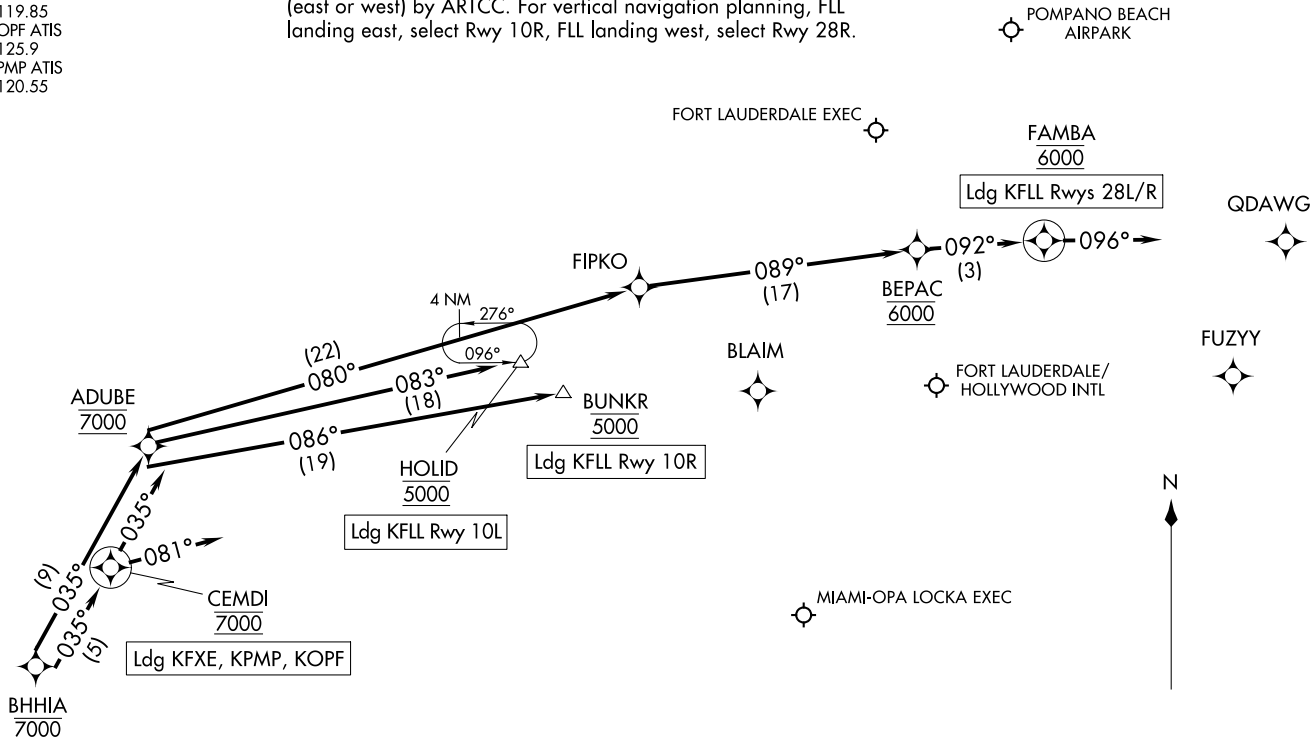 119.85
OPF ATIS
125.9
PMP ATIS
120.55
(east or west) by ARTCC. For vertical navigation planning, FLL
landing east, select Rwy 10R, FLL landing west, select Rwy 28R.
POMPANO BEACH
AIRPARK
FORT LAUDERDALE EXEC
FAMBA
6000
Ldg KFLL Rwys 28L/R
QDAWG
092°
(3)
096°
FIPKO
089°
(17)
BEPAC
6000
4 NM
276°
096°
(22)
080°
083°
(18)
BLAIM
FORT LAUDERDALE/
HOLLYWOOD INTL
FUZYY
ADUBE
7000
086°
(19)
BUNKR
5000
Ldg KFLL Rwy 10R
HOLID
5000
Ldg KFLL Rwy 10L
N
035°
081°
(9)
035°
035°
(5)
CEMDI
7000
Ldg KFXE, KPMP, KOPF
MIAMI-OPA LOCKA EXEC
BHHIA
7000